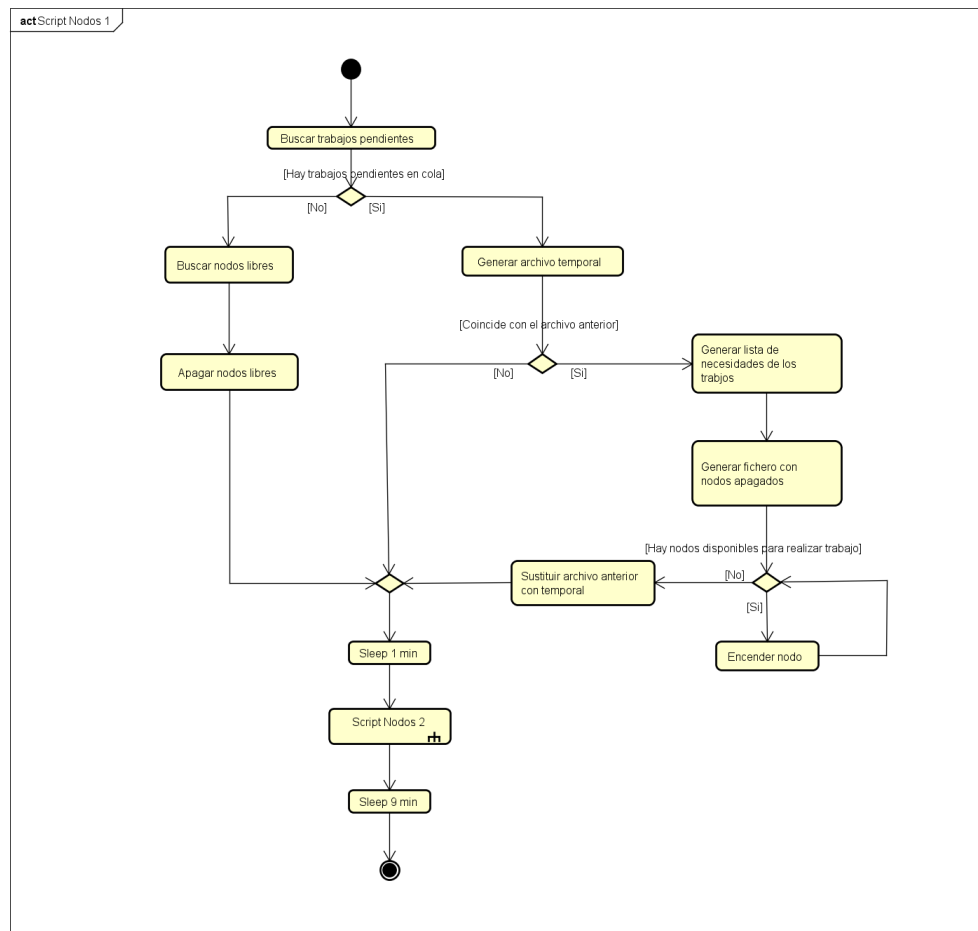 act Script Nodos 1
Buscar trabajos pendientes
[Hay trabajos pendientes en cola]
[No]
[Si]
Buscar nodos libres
Generar archivo temporal
[Coincide con el archivo anterior]
Apagar nodos libres
[No]
[Si]
Generar lista de
necesidades de los
trabjos
Generar fichero con
nodos apagados
[Hay nodos disponibles para realizar trabajo]
[No]
[Si]
Sustituir archivo anterior
con temporal
Encender nodo
Sleep 1 min
Script Nodos 2
Sleep 9 min